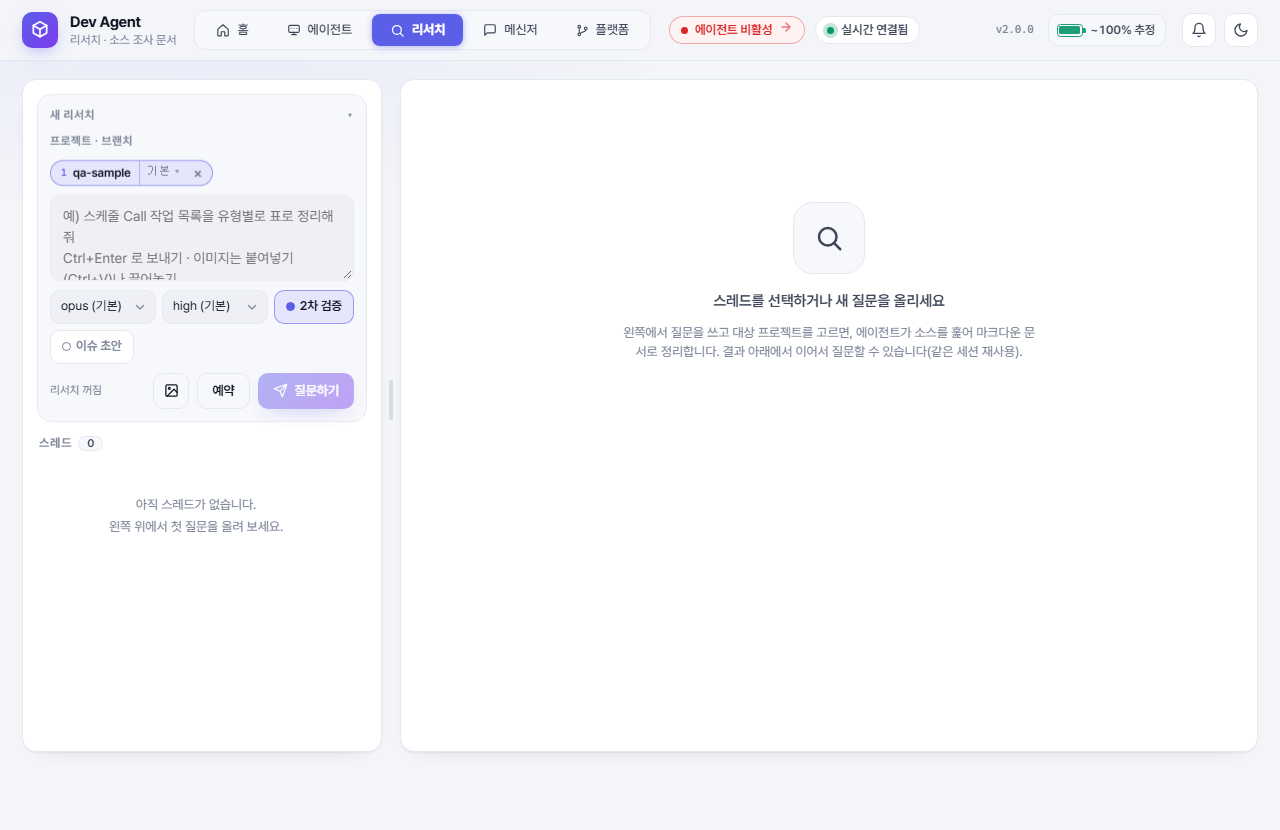 Dev Agent
리서치 · 소스 조사 문서
홈
에이전트
리서치
메신저
플랫폼
에이전트 비활성 →
실시간 연결됨
v2.0.0
~100% 추정
새 리서치
프로젝트 · 브랜치
1 qa-sample 기본 ×
예) 스케줄 Call 작업 목록을 유형별로 표로 정리해
줘
Ctrl+Enter 로 보내기 · 이미지는 붙여넣기
(Ctrl+V)나 끌어놓기
opus (기본)
high (기본)
2차 검증
이슈 초안
리서치 꺼짐
예약
질문하기
스레드 0
아직 스레드가 없습니다.
왼쪽 위에서 첫 질문을 올려 보세요.
스레드를 선택하거나 새 질문을 올리세요
왼쪽에서 질문을 쓰고 대상 프로젝트를 고르면, 에이전트가 소스를 훑어 마크다운 문
서로 정리합니다. 결과 아래에서 이어서 질문할 수 있습니다(같은 세션 재사용).